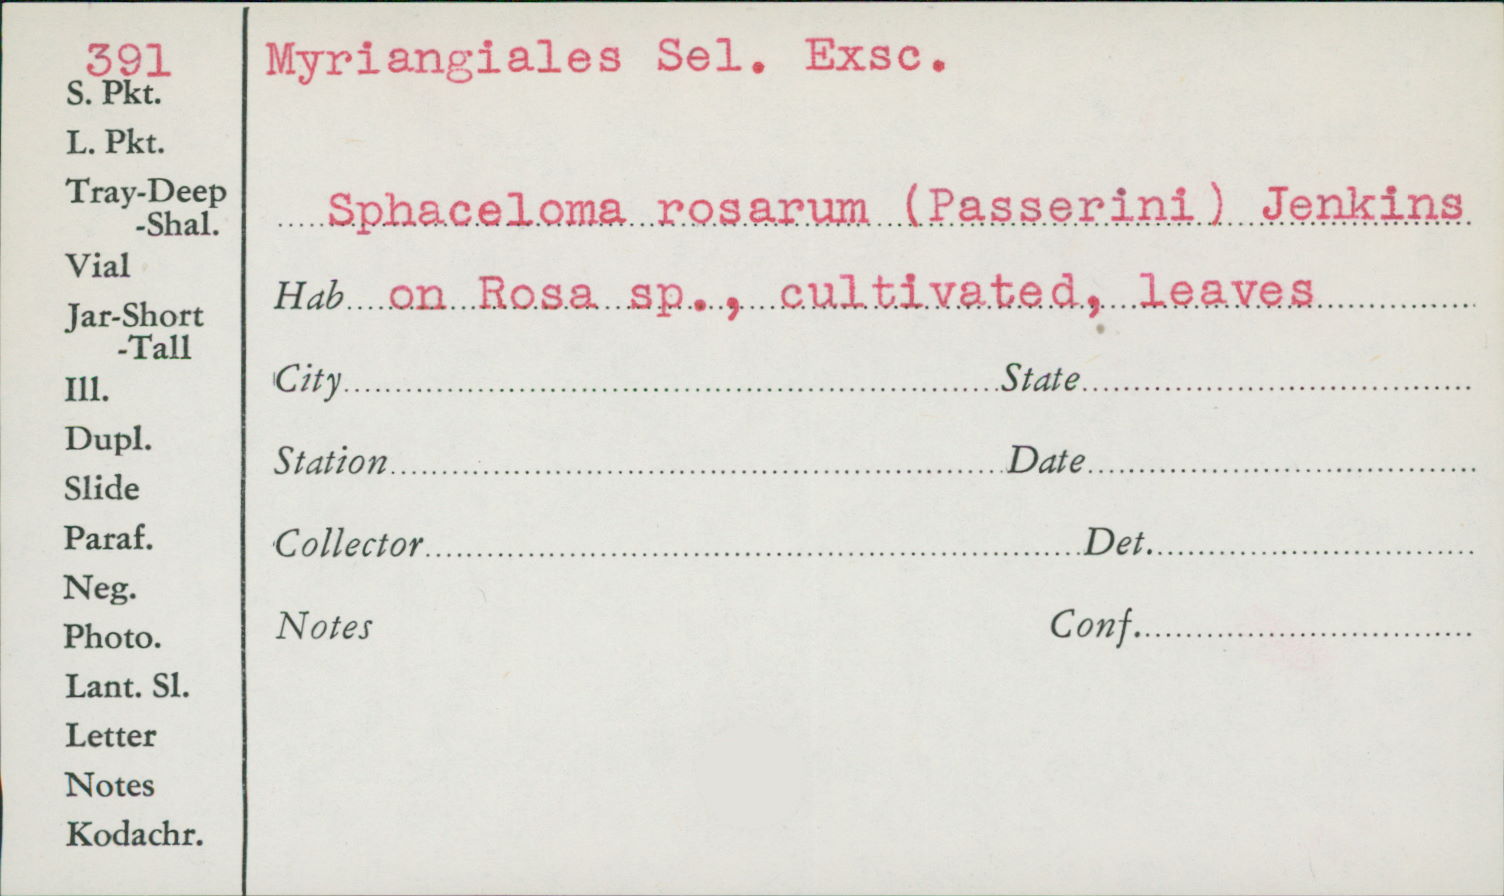 391
S. Pkt.
L. Pkt.
Tray-Deep
-Shal.
Vial
Jar-Short
-Tall
Ill.
Dupl.
Slide
Paraf.
Neg.
Photo.
Lant. Sl.
Letter
Notes
Kodachr.
Myriangiales Sel. Exsc.
Sphaceloma rosarum (Passerini) Jenkins
Hab on Rosa sp., cultivated, leaves
City State
Station Date
Collector Det.
Notes Conf.